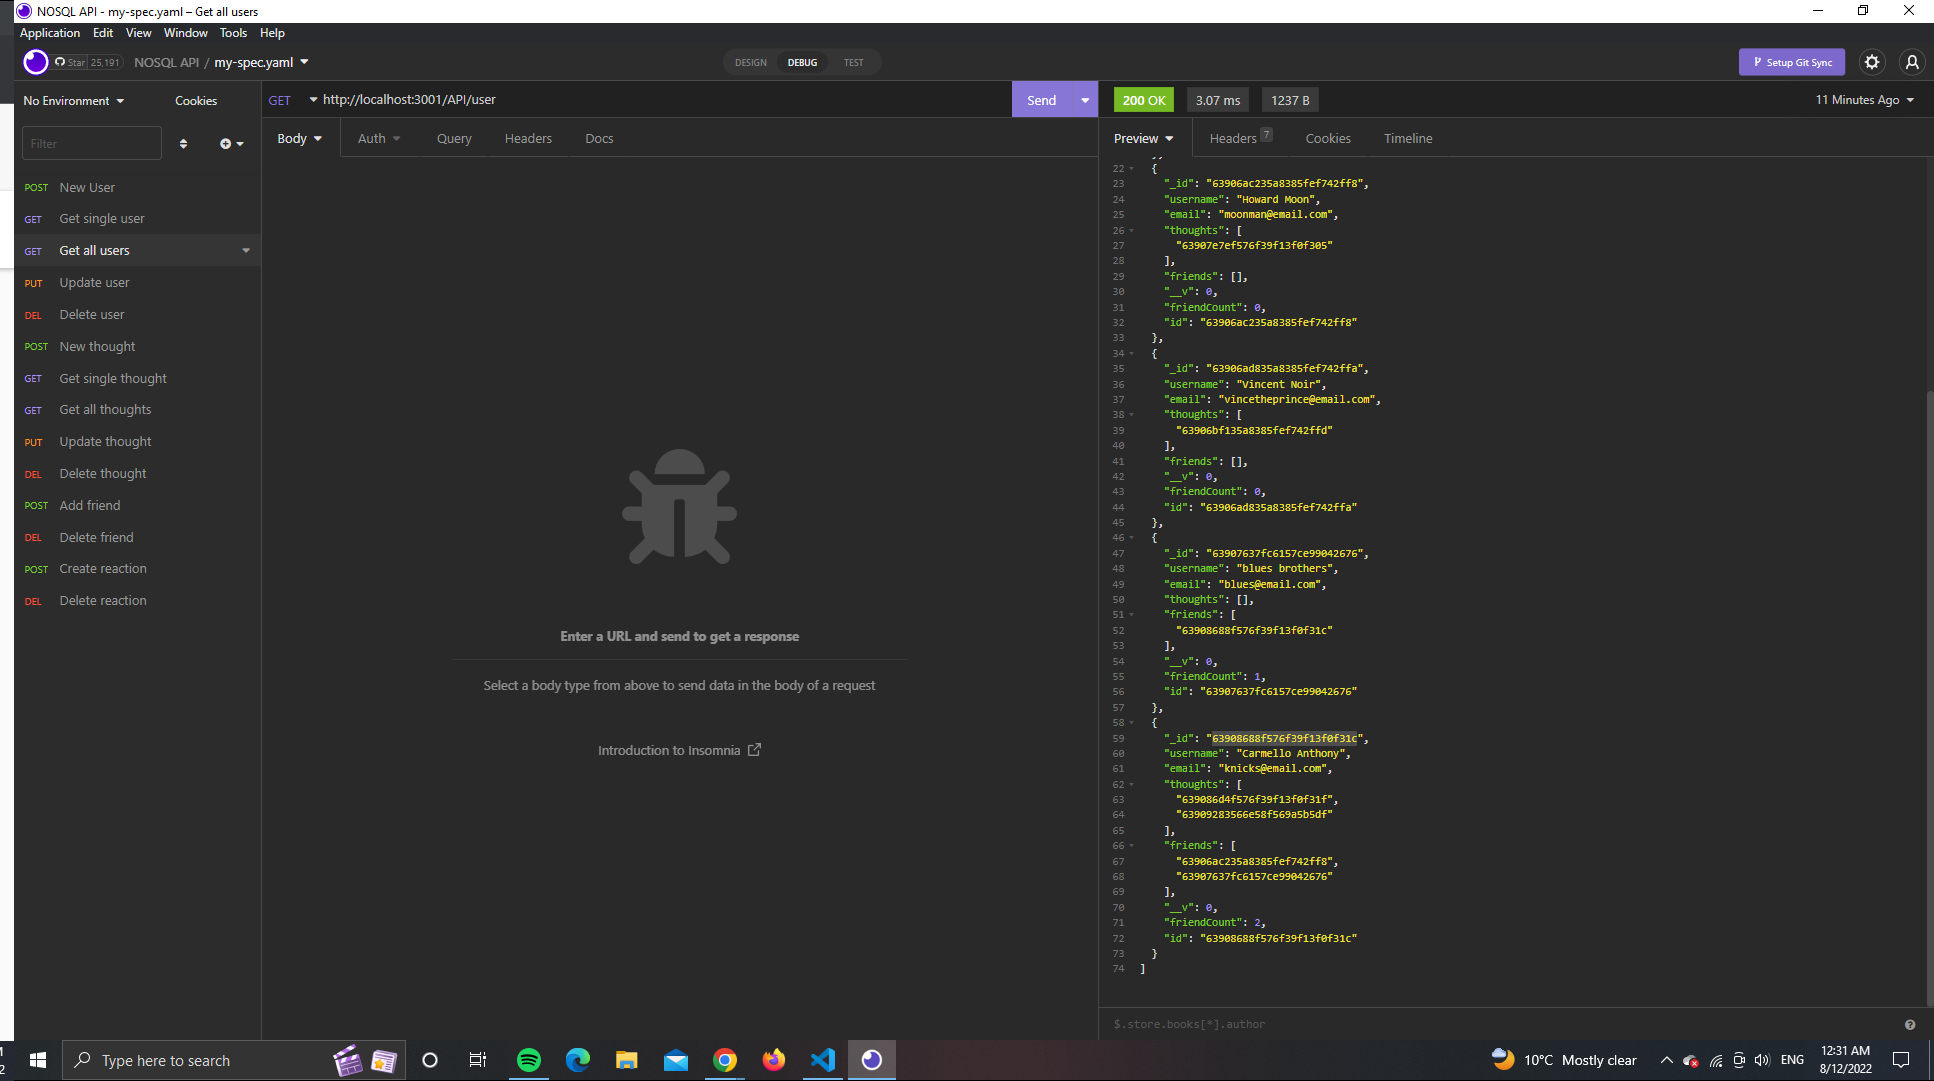 NOSQL API - my-spec.yaml – Get all users
Application Edit View Window Tools Help
Star 25,191 NOSQL API / my-spec.yaml DESIGN DEBUG TEST Setup Git Sync
No Environment Cookies
Filter
POST New User
GET Get single user
GET Get all users
PUT Update user
DEL Delete user
POST New thought
GET Get single thought
GET Get all thoughts
PUT Update thought
DEL Delete thought
POST Add friend
DEL Delete friend
POST Create reaction
DEL Delete reaction
GET http://localhost:3001/API/user Send
Body Auth Query Headers Docs
Enter a URL and send to get a response
Select a body type from above to send data in the body of a request
Introduction to Insomnia
200 OK 3.07 ms 1237 B 11 Minutes Ago
Preview Headers 7 Cookies Timeline
22 {
23 "_id": "63906ac235a8385fef742ff8",
24 "username": "Howard Moon",
25 "email": "moonman@email.com",
26 "thoughts": [
27 "63907e7ef576f39f13f0f305"
28 ],
29 "friends": [],
30 "__v": 0,
31 "friendCount": 0,
32 "id": "63906ac235a8385fef742ff8"
33 },
34 {
35 "_id": "63906ad835a8385fef742ffa",
36 "username": "Vincent Noir",
37 "email": "vincetheprince@email.com",
38 "thoughts": [
39 "63906bf135a8385fef742ffd"
40 ],
41 "friends": [],
42 "__v": 0,
43 "friendCount": 0,
44 "id": "63906ad835a8385fef742ffa"
45 },
46 {
47 "_id": "63907637fc6157ce99042676",
48 "username": "blues brothers",
49 "email": "blues@email.com",
50 "thoughts": [],
51 "friends": [
52 "63908688f576f39f13f0f31c"
53 ],
54 "__v": 0,
55 "friendCount": 1,
56 "id": "63907637fc6157ce99042676"
57 },
58 {
59 "_id": "63908688f576f39f13f0f31c",
60 "username": "Carmello Anthony",
61 "email": "knicks@email.com",
62 "thoughts": [
63 "639086d4f576f39f13f0f31f",
64 "63909283566e58f569a5b5df"
65 ],
66 "friends": [
67 "63906ac235a8385fef742ff8",
68 "63907637fc6157ce99042676"
69 ],
70 "__v": 0,
71 "friendCount": 2,
72 "id": "63908688f576f39f13f0f31c"
73 }
74 ]
$.store.books[*].author
Type here to search
10°C Mostly clear ENG 12:31 AM
8/12/2022